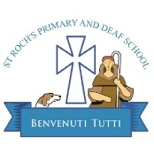 ST ROCH'S PRIMARY AND DEAF SCHOOL
BENVENUTI TUTTI